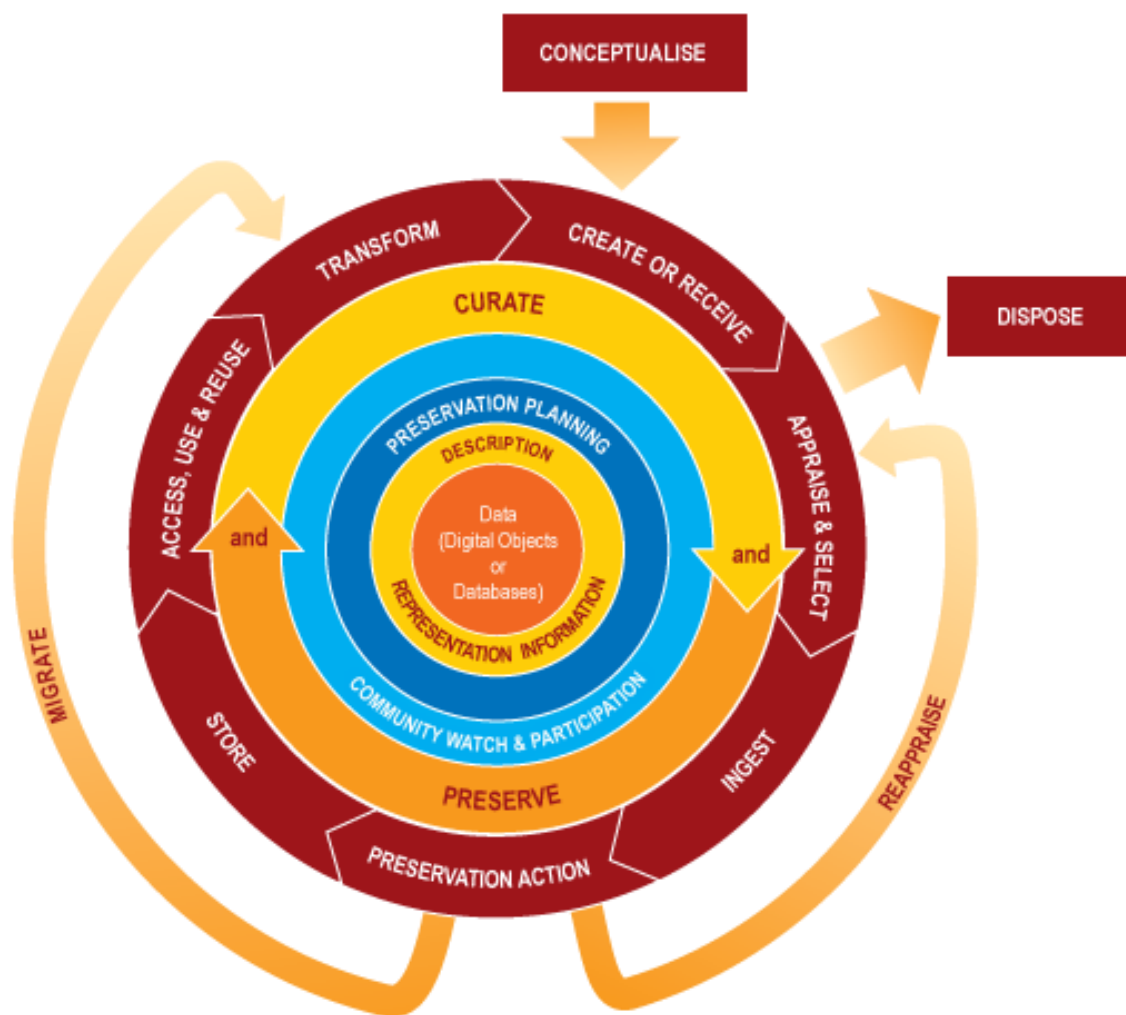 CONCEPTUALISE
CREATE OR RECEIVE
DISPOSE
APPRAISE & SELECT
INGEST
REAPPRAISE
PRESERVATION ACTION
MIGRATE
STORE
ACCESS, USE & REUSE
TRANSFORM
CURATE
and
PRESERVE
and
COMMUNITY WATCH & PARTICIPATION
PRESERVATION PLANNING
DESCRIPTION
REPRESENTATION INFORMATION
Data
(Digital Objects
or
Databases)